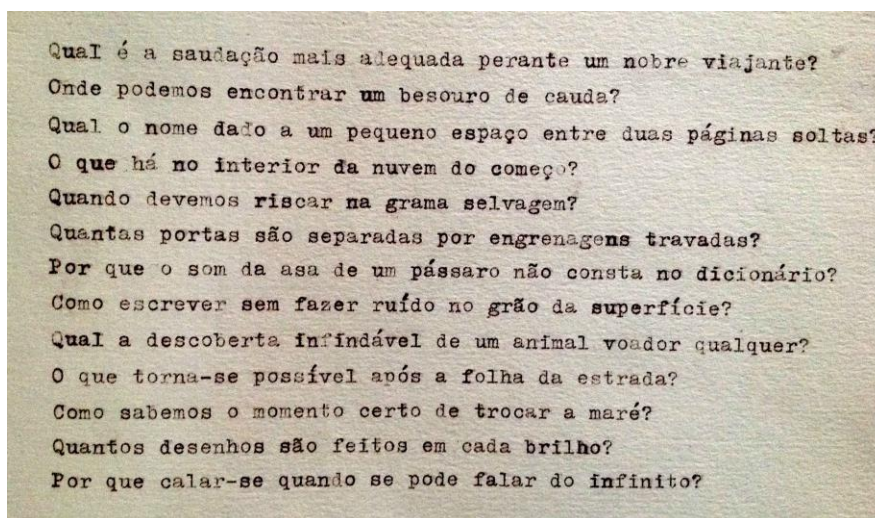 Qual é a saudação mais adequada perante um nobre viajante?
Onde podemos encontrar um besouro de cauda?
Qual o nome dado a um pequeno espaço entre duas páginas soltas?
O que há no interior da nuvem do começo?
Quando devemos riscar na grama selvagem?
Quantas portas são separadas por engrenagens travadas?
Por que o som da asa de um pássaro não consta no dicionário?
Como escrever sem fazer ruído no grão da superfície?
Qual a descoberta infindável de um animal voador qualquer?
O que torna-se possível após a folha da estrada?
Como sabemos o momento certo de trocar a maré?
Quantos desenhos são feitos em cada brilho?
Por que calar-se quando se pode falar do infinito?